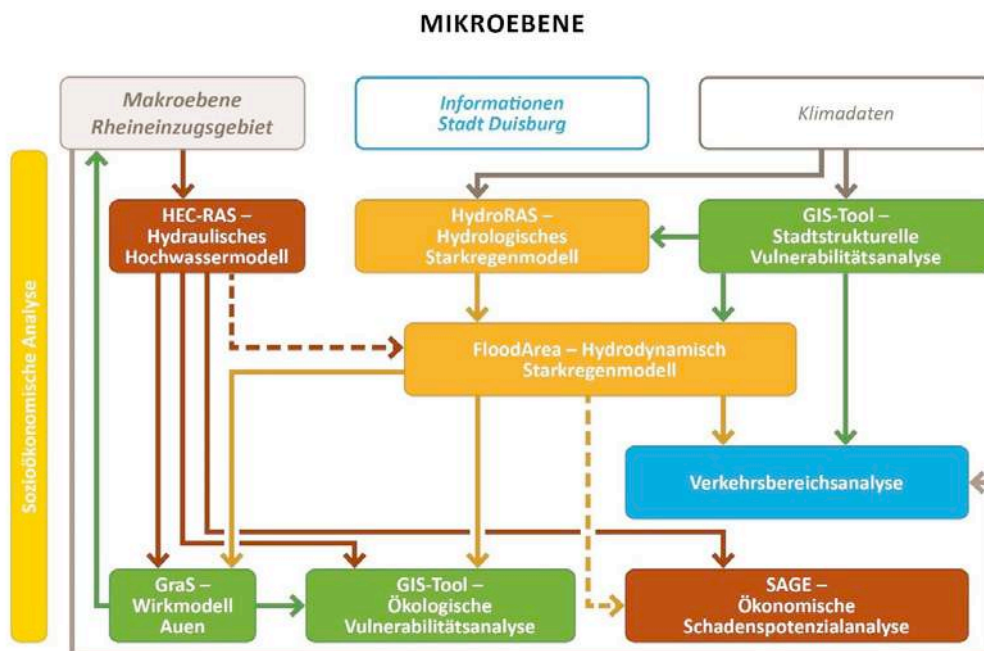 MIKROEBENE
Makroebene
Rheineinzugsgebiet
Informationen
Stadt Duisburg
Klimadaten
Sozioökonomische Analyse
HEC-RAS –
Hydraulisches
Hochwassermodell
HydroRAS –
Hydrologisches
Starkregenmodell
GIS-Tool –
Stadtstrukturelle
Vulnerabilitätsanalyse
FloodArea – Hydrodynamisch
Starkregenmodell
Verkehrsbereichsanalyse
GraS –
Wirkmodell
Auen
GIS-Tool –
Ökologische
Vulnerabilitätsanalyse
SAGE –
Ökonomische
Schadenspotenzialanalyse